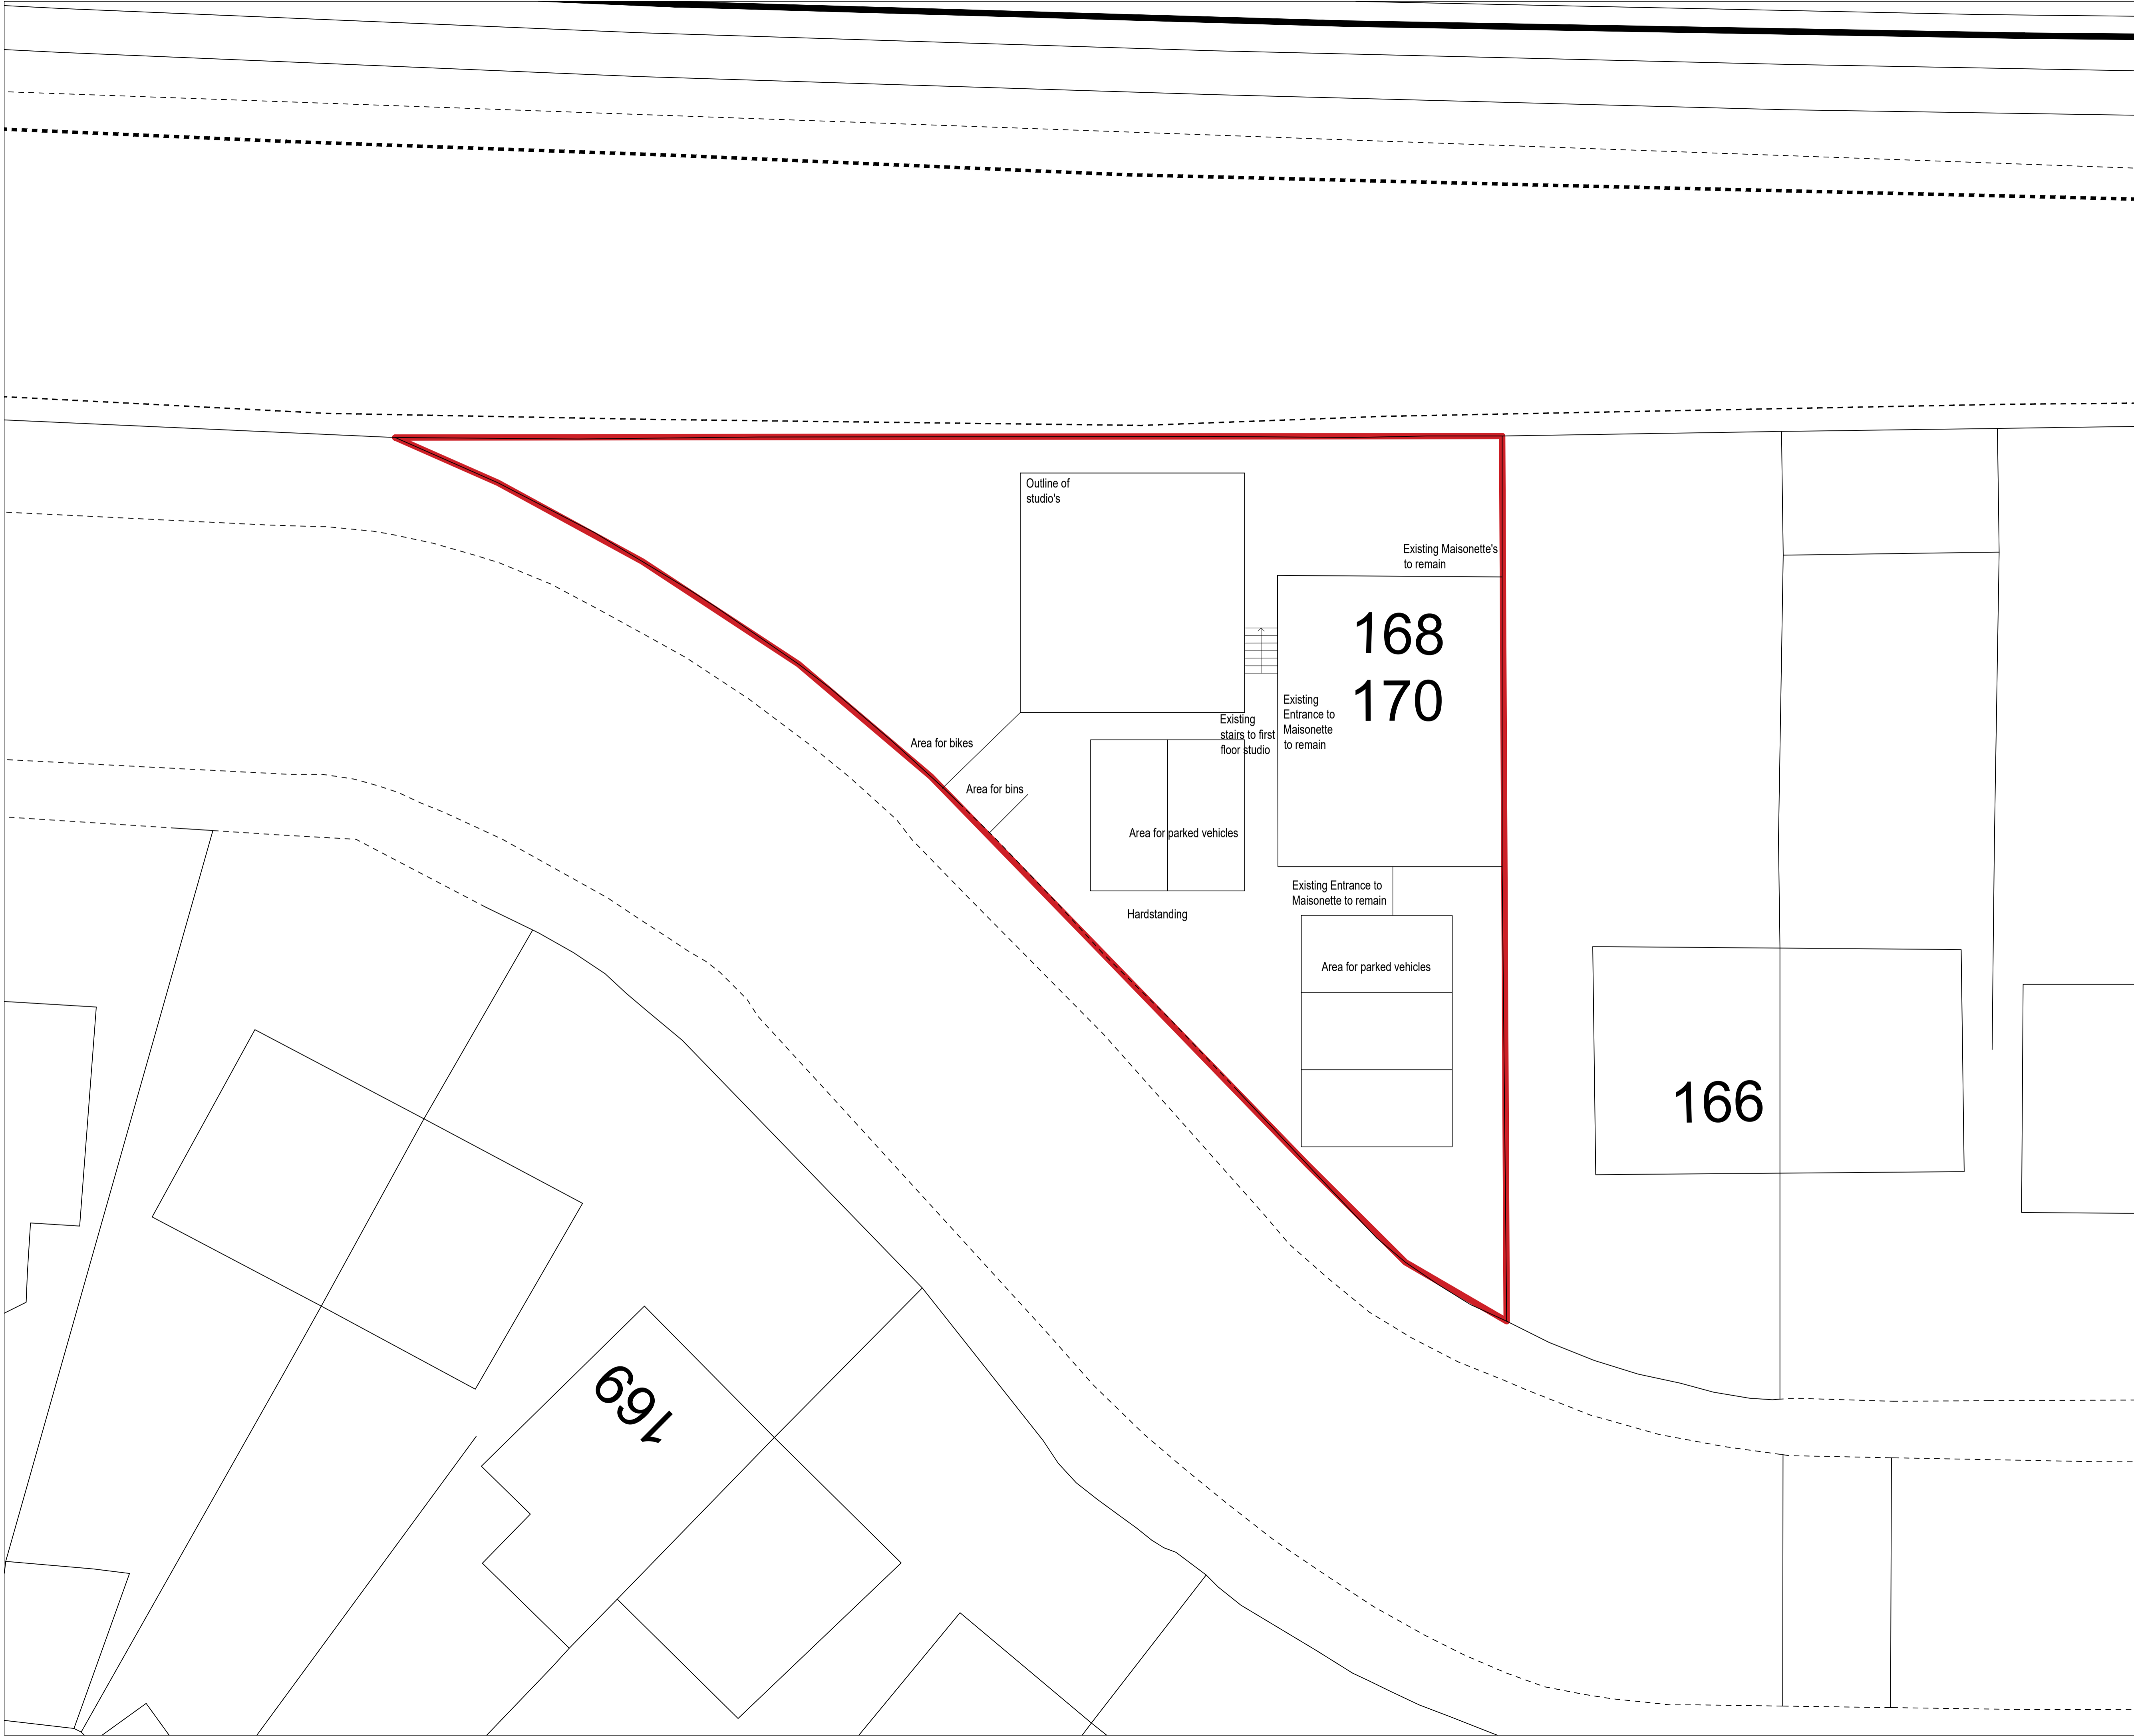 Outline of
studio's
Existing Maisonette's
to remain
168
170
Existing
Entrance to
Maisonette
to remain
Existing
stairs to first
floor studio
Area for bikes
Area for bins
Area for parked vehicles
Hardstanding
Existing Entrance to
Maisonette to remain
Area for parked vehicles
166
169